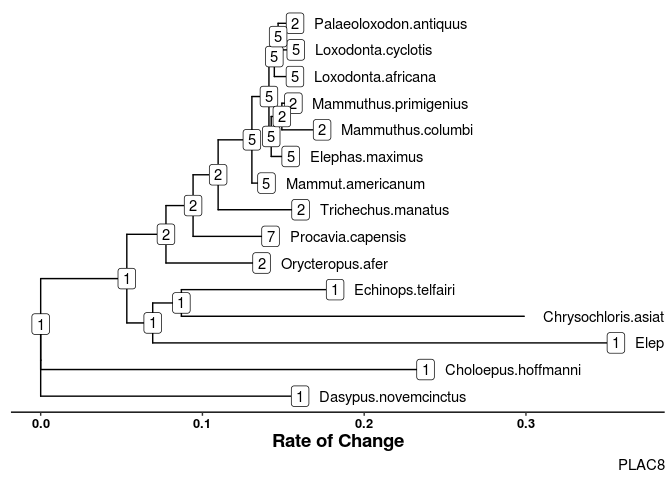 2 Palaeoloxodon.antiquus
5
5 Loxodonta.cyclotis
5
5 Loxodonta.africana
5
2 Mammuthus.primigenius
2
2 Mammuthus.columbi
5
5
5 Elephas.maximus
2
5 Mammut.americanum
2
2 Trichechus.manatus
2
7 Procavia.capensis
2 Orycteropus.afer
1
1 Echinops.telfairi
1
Chrysochloris.asiat
1
1
1 Elep
1 Choloepus.hoffmanni
1 Dasypus.novemcinctus
0.0 0.1 0.2 0.3
Rate of Change
PLAC8